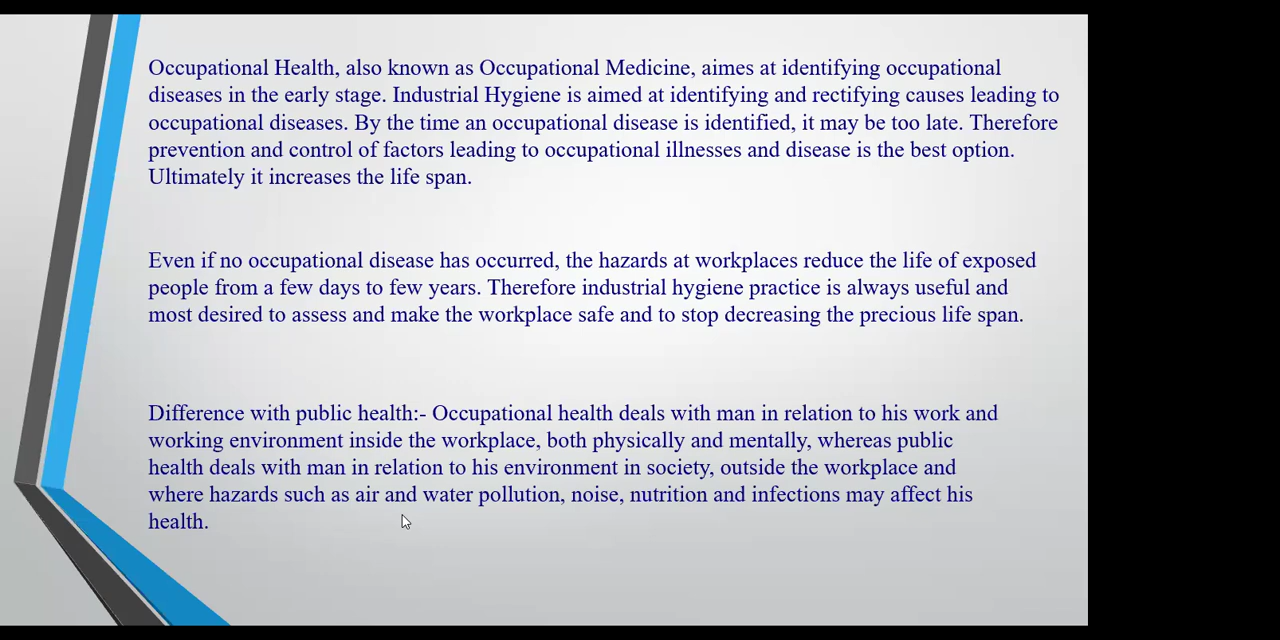 Occupational Health, also known as Occupational Medicine, aimes at identifying occupational
diseases in the early stage. Industrial Hygiene is aimed at identifying and rectifying causes leading to
occupational diseases. By the time an occupational disease is identified, it may be too late. Therefore
prevention and control of factors leading to occupational illnesses and disease is the best option.
Ultimately it increases the life span.
Even if no occupational disease has occurred, the hazards at workplaces reduce the life of exposed
people from a few days to few years. Therefore industrial hygiene practice is always useful and
most desired to assess and make the workplace safe and to stop decreasing the precious life span.
Difference with public health:- Occupational health deals with man in relation to his work and
working environment inside the workplace, both physically and mentally, whereas public
health deals with man in relation to his environment in society, outside the workplace and
where hazards such as air and water pollution, noise, nutrition and infections may affect his
health.